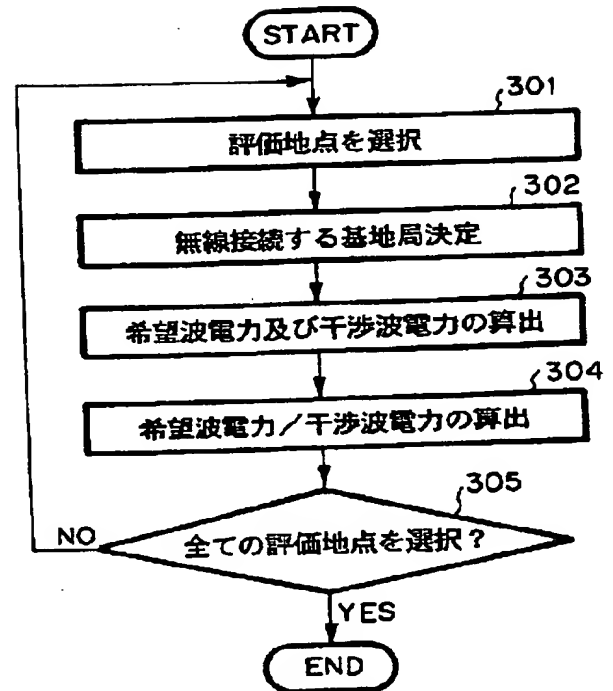 START
301
評価地点を選択
302
無線接続する基地局決定
303
希望波電力及び干渉波電力の算出
304
希望波電力/干渉波電力の算出
305
全ての評価地点を選択?
NO
YES
END